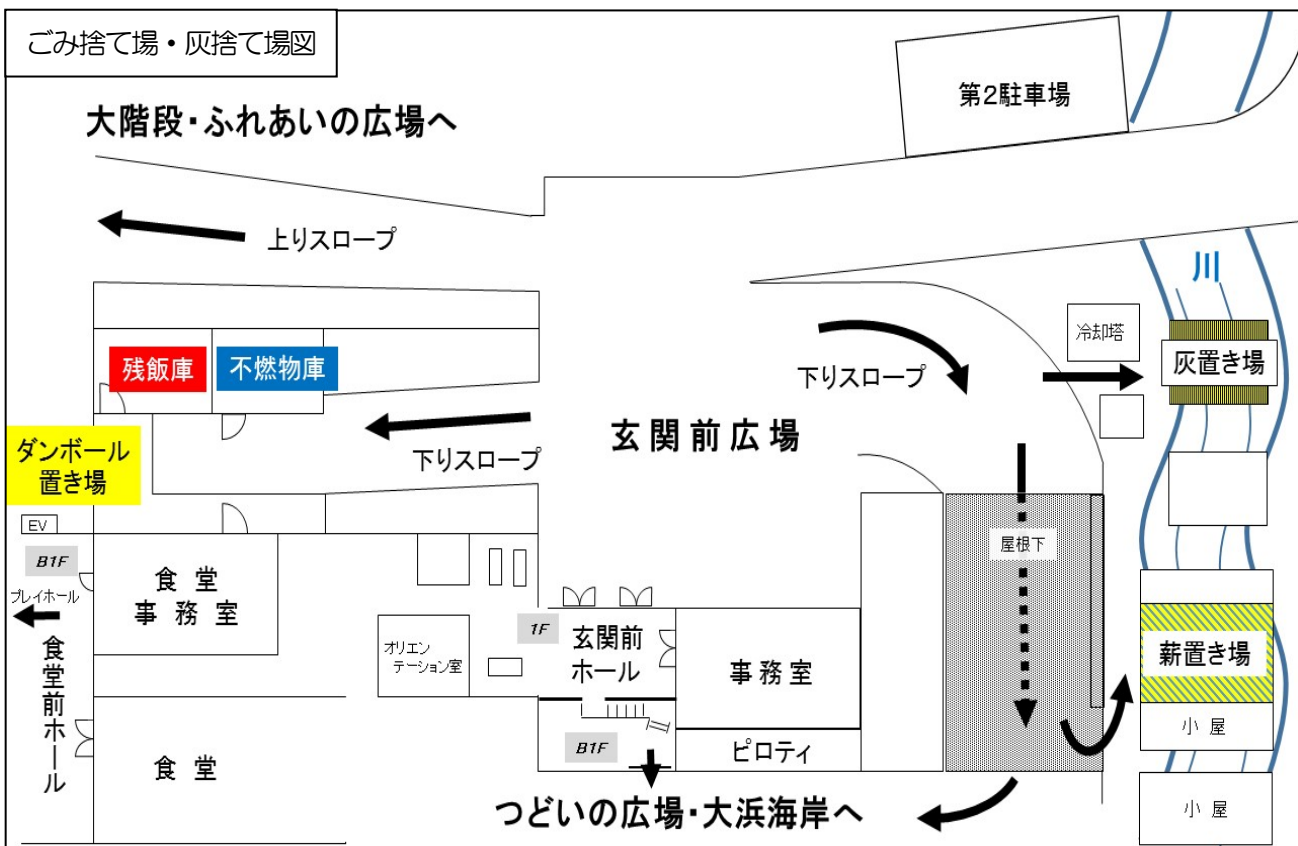 ごみ捨て場・灰捨て場図
大階段・ふれあいの広場へ
第2駐車場
上りスロープ
川
冷却塔
灰置き場
残飯庫
不燃物庫
下りスロープ
玄関前広場
ダンボール
置き場
下りスロープ
EV
屋根下
B1F
プレイホール
食堂
事務室
食堂前ホール
オリエン
テーション室
1F
玄関前
ホール
事務室
薪置き場
小屋
食堂
B1F
ピロティ
つどいの広場・大浜海岸へ
小屋